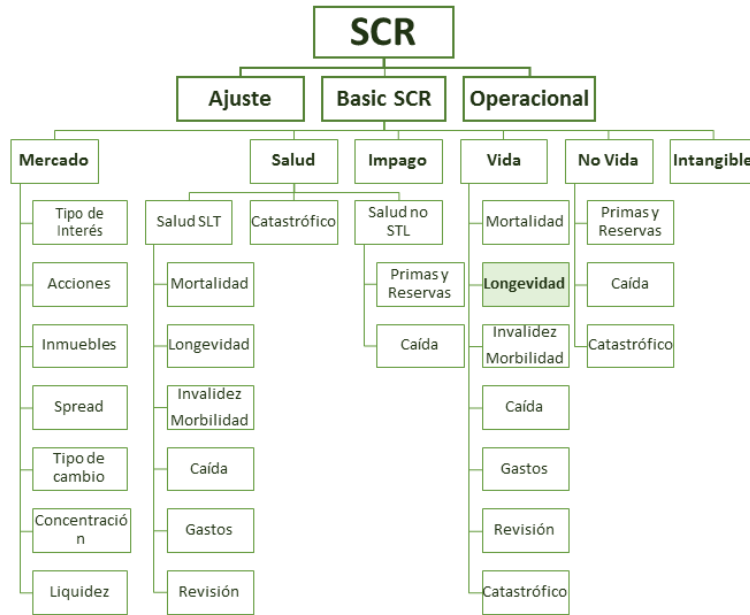 SCR
Ajuste
Basic SCR
Operacional
Mercado
Salud
Impago
Vida
No Vida
Intangible
Tipo de
Interés
Acciones
Inmuebles
Spread
Tipo de
cambio
Concentració
n
Liquidez
Salud SLT
Catastrófico
Salud no
STL
Mortalidad
Longevidad
Invalidez
Morbilidad
Caída
Gastos
Revisión
Primas y
Reservas
Caída
Mortalidad
Longevidad
Invalidez
Morbilidad
Caída
Gastos
Revisión
Catastrófico
Primas y
Reservas
Caída
Catastrófico